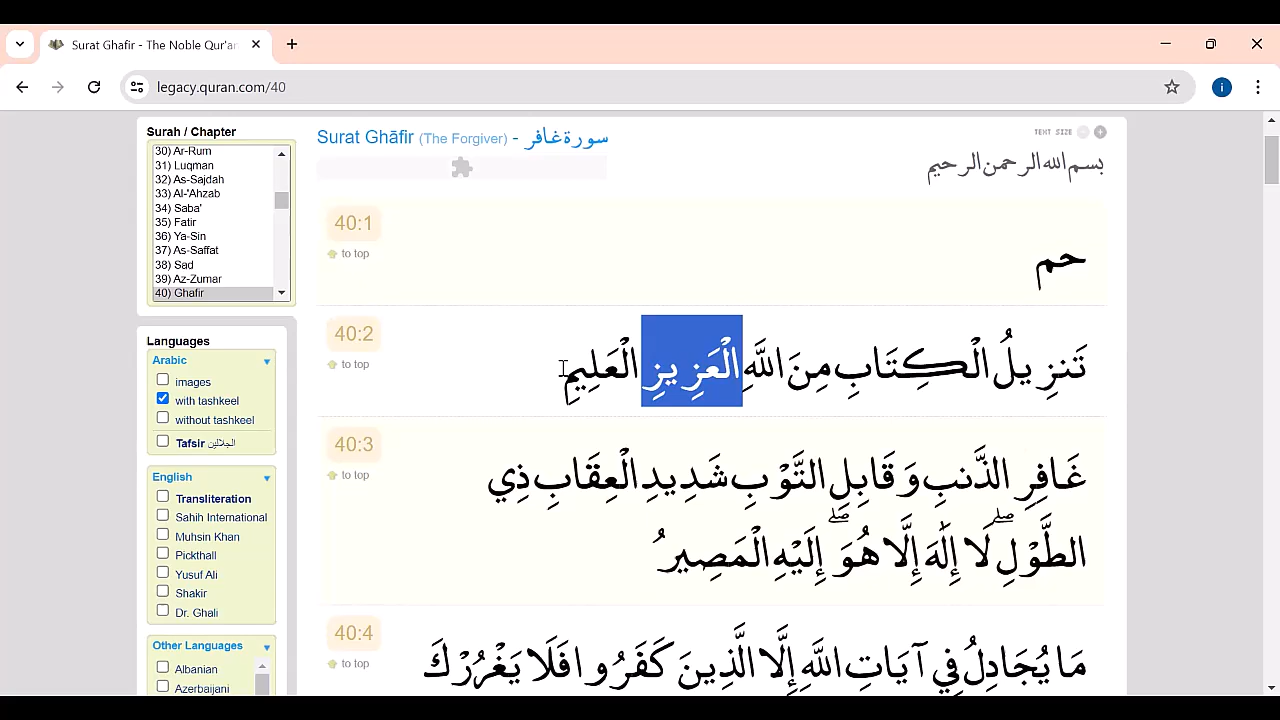 Surat Ghafir - The Noble Qur'an
legacy.quran.com/40
i
Surah / Chapter
30) Ar-Rum
31) Luqman
32) As-Sajdah
33) Al-'Ahzab
34) Saba'
35) Fatir
36) Ya-Sin
37) As-Saffat
38) Sad
39) Az-Zumar
40) Ghafir
Languages
Arabic
images
with tashkeel
without tashkeel
Tafsir الجلالين
English
Transliteration
Sahih International
Muhsin Khan
Pickthall
Yusuf Ali
Shakir
Dr. Ghali
Other Languages
Albanian
Azerbaijani
Surat Ghāfir (The Forgiver) - سورة غافر
TEXT SIZE
بسم الله الرحمن الرحيم
40:1
to top
حم
40:2
to top
تَنزِيلُ الْكِتَابِ مِنَ اللَّهِ الْعَزِيزِ الْعَلِيمِ
40:3
to top
غَافِرِ الذَّنبِ وَقَابِلِ التَّوْبِ شَدِيدِ الْعِقَابِ ذِي
الطَّوْلِ ۖ لَا إِلَٰهَ إِلَّا هُوَ ۖ إِلَيْهِ الْمَصِيرُ
40:4
to top
مَا يُجَادِلُ فِي آيَاتِ اللَّهِ إِلَّا الَّذِينَ كَفَرُوا فَلَا يَغْرُرْكَ